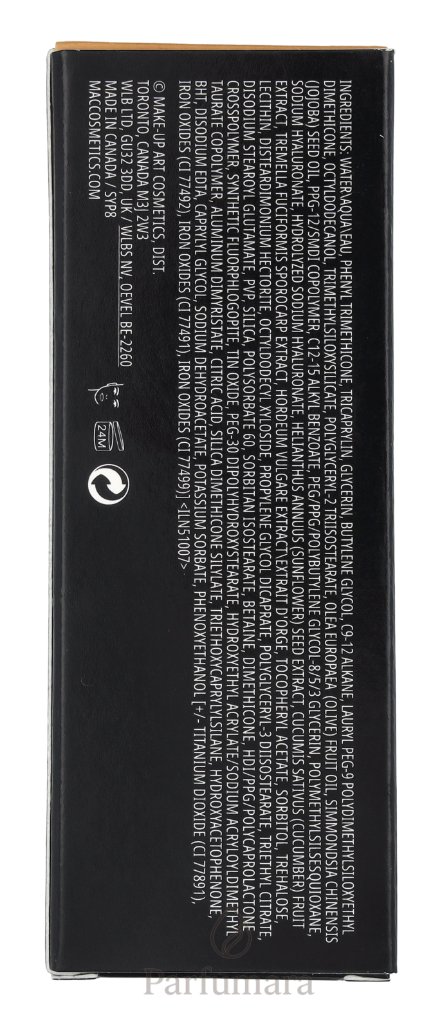 INGREDIENTS: WATER\AQUA\EAU, PHENYL TRIMETHICONE, TRICAPRYLIN, GLYCERIN, BUTYLENE GLYCOL, C9-12 ALKANE, LAURYL PEG-9 POLYDIMETHYLSILOXYETHYL
DIMETHICONE, OCTYLDODECANOL, TRIMETHYLSILOXYSILICATE, POLYGLYCERYL-2 TRIISOSTEARATE, OLEA EUROPAEA (OLIVE) FRUIT OIL, SIMMONDSIA CHINENSIS
(JOJOBA) SEED OIL, PPG-12/SMDI COPOLYMER, C12-15 ALKYL BENZOATE, PEG/PPG/POLYBUTYLENE GLYCOL-8/5/3 GLYCERIN, POLYMETHYLSILSESQUIOXANE,
SODIUM HYALURONATE, HYDROLYZED SODIUM HYALURONATE, HELIANTHUS ANNUUS (SUNFLOWER) SEED EXTRACT, CUCUMIS SATIVUS (CUCUMBER) FRUIT
EXTRACT, TREMELLA FUCIFORMIS SPOROCARP EXTRACT, HORDEUM VULGARE EXTRACT\EXTRAIT D'ORGE, TOCOPHERYL ACETATE, SORBITOL, TREHALOSE,
LECITHIN, DISTEARDIMONIUM HECTORITE, OCTYLDODECYL XYLOSIDE, PROPYLENE GLYCOL DICAPRATE, POLYGLYCERYL-3 DIISOSTEARATE, TRIETHYL CITRATE,
DISODIUM STEAROYL GLUTAMATE, PVP, SILICA, POLYSORBATE 60, SORBITAN ISOSTEARATE, BETAINE, DIMETHICONE, HDI/PPG/POLYCAPROLACTONE
CROSSPOLYMER, SYNTHETIC FLUORPHLOGOPITE, TIN OXIDE, PEG-30 DIPOLYHYDROXYSTEARATE, HYDROXYETHYL ACRYLATE/SODIUM ACRYLOYLDIMETHYL
TAURATE COPOLYMER, ALUMINUM DIMYRISTATE, CITRIC ACID, SILICA DIMETHICONE SILYLATE, TRIETHOXYCAPRYLYLSILANE, HYDROXYACETOPHENONE,
BHT, DISODIUM EDTA, CAPRYLYL GLYCOL, SODIUM DEHYDROACETATE, POTASSIUM SORBATE, PHENOXYETHANOL [+/- TITANIUM DIOXIDE (CI 77891),
IRON OXIDES (CI 77492), IRON OXIDES (CI 77491), IRON OXIDES (CI 77499)] <ILN51007>
© MAKE-UP ART COSMETICS, DIST.
TORONTO, CANADA M3J 2W3
WLB LTD, GU32 3DD, UK / WLBS NV, OEVEL BE-2260
MADE IN CANADA / SYP8
MACCOSMETICS.COM
24M
Parfumara